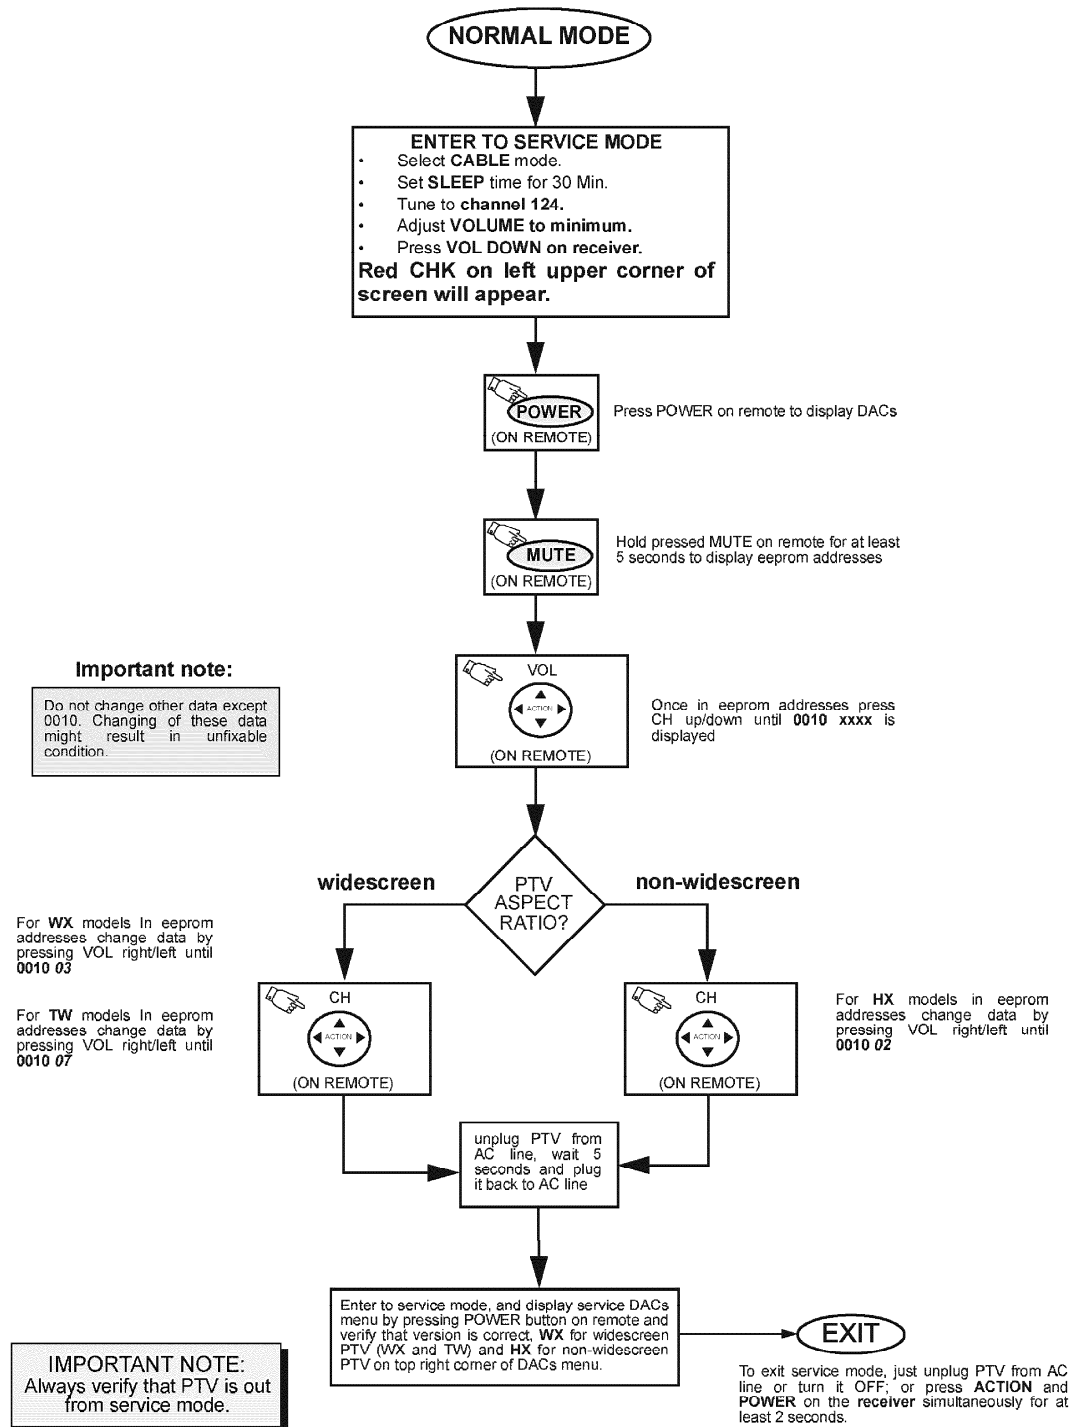 NORMAL MODE
ENTER TO SERVICE MODE
• Select CABLE mode.
• Set SLEEP time for 30 Min.
• Tune to channel 124.
• Adjust VOLUME to minimum.
• Press VOL DOWN on receiver.
Red CHK on left upper corner of
screen will appear.
POWER
(ON REMOTE)
Press POWER on remote to display DACs
MUTE
(ON REMOTE)
Hold pressed MUTE on remote for at least
5 seconds to display eeprom addresses
Important note:
Do not change other data except
0010. Changing of these data
might result in unfixable
condition.
VOL
ACTION
(ON REMOTE)
Once in eeprom addresses press
CH up/down until 0010 xxxx is
displayed
widescreen
PTV
ASPECT
RATIO?
non-widescreen
For WX models In eeprom
addresses change data by
pressing VOL right/left until
0010 03
For TW models In eeprom
addresses change data by
pressing VOL right/left until
0010 07
CH
ACTION
(ON REMOTE)
CH
ACTION
(ON REMOTE)
For HX models in eeprom
addresses change data by
pressing VOL right/left until
0010 02
unplug PTV from
AC line, wait 5
seconds and plug
it back to AC line
Enter to service mode, and display service DACs
menu by pressing POWER button on remote and
verify that version is correct, WX for widescreen
PTV (WX and TW) and HX for non-widescreen
PTV on top right corner of DACs menu.
EXIT
To exit service mode, just unplug PTV from AC
line or turn it OFF; or press ACTION and
POWER on the receiver simultaneously for at
least 2 seconds.
IMPORTANT NOTE:
Always verify that PTV is out
from service mode.